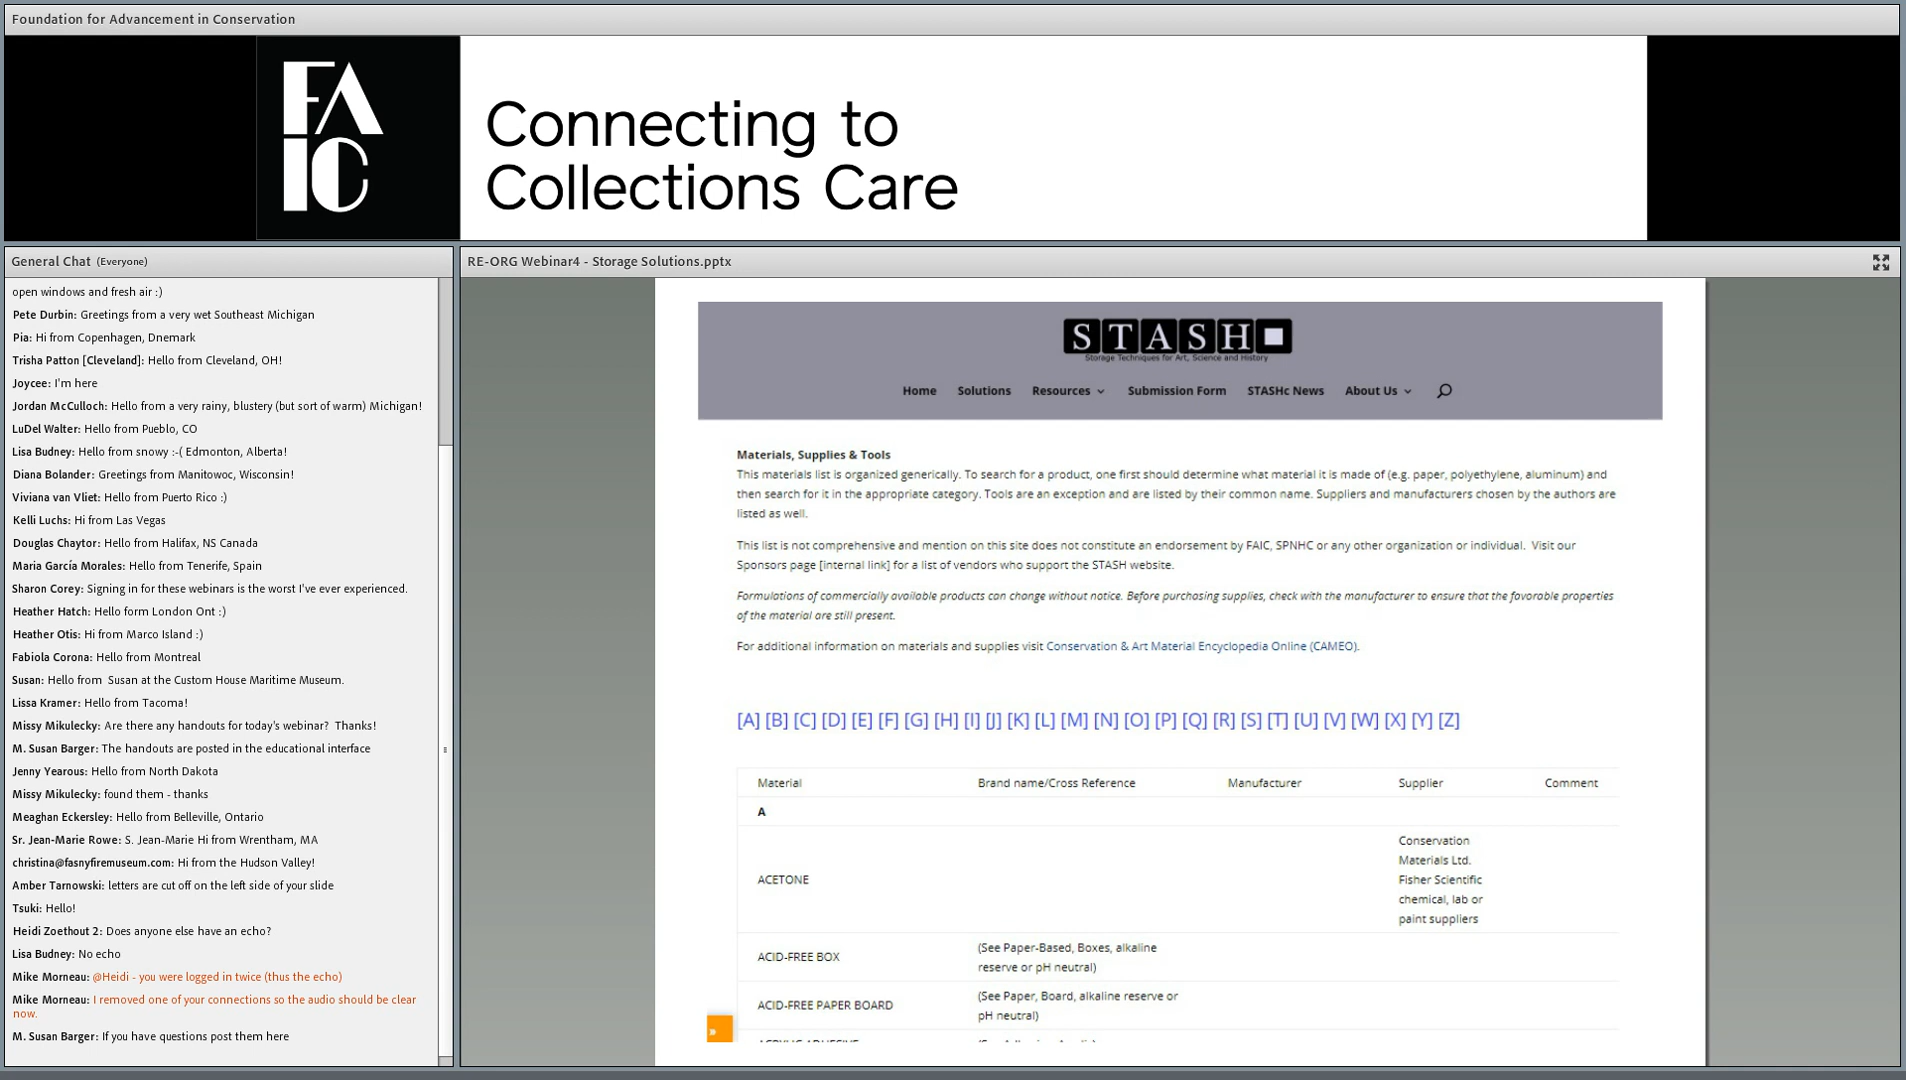 Foundation for Advancement in Conservation
FA
IC
Connecting to
Collections Care
General Chat (Everyone)
open windows and fresh air :)
Pete Durbin: Greetings from a very wet Southeast Michigan
Pia: Hi from Copenhagen, Dnemark
Trisha Patton [Cleveland]: Hello from Cleveland, OH!
Joycee: I'm here
Jordan McCulloch: Hello from a very rainy, blustery (but sort of warm) Michigan!
LuDel Walter: Hello from Pueblo, CO
Lisa Budney: Hello from snowy :-( Edmonton, Alberta!
Diana Bolander: Greetings from Manitowoc, Wisconsin!
Viviana van Vliet: Hello from Puerto Rico :)
Kelli Luchs: Hi from Las Vegas
Douglas Chaytor: Hello from Halifax, NS Canada
Maria García Morales: Hello from Tenerife, Spain
Sharon Corey: Signing in for these webinars is the worst I've ever experienced.
Heather Hatch: Hello form London Ont :)
Heather Otis: Hi from Marco Island :)
Fabiola Corona: Hello from Montreal
Susan: Hello from  Susan at the Custom House Maritime Museum.
Lissa Kramer: Hello from Tacoma!
Missy Mikulecky: Are there any handouts for today's webinar?  Thanks!
M. Susan Barger: The handouts are posted in the educational interface
Jenny Yearous: Hello from North Dakota
Missy Mikulecky: found them - thanks
Meaghan Eckersley: Hello from Belleville, Ontario
Sr. Jean-Marie Rowe: S. Jean-Marie Hi from Wrentham, MA
christina@fasnyfiremuseum.com: Hi from the Hudson Valley!
Amber Tarnowski: letters are cut off on the left side of your slide
Tsuki: Hello!
Heidi Zoethout 2: Does anyone else have an echo?
Lisa Budney: No echo
Mike Morneau: @Heidi - you were logged in twice (thus the echo)
Mike Morneau: I removed one of your connections so the audio should be clear
now.
M. Susan Barger: If you have questions post them here
RE-ORG Webinar4 - Storage Solutions.pptx
STASH
Storage Techniques for Art, Science and History
Home Solutions Resources Submission Form STASHc News About Us
Materials, Supplies & Tools
This materials list is organized generically. To search for a product, one first should determine what material it is made of (e.g. paper, polyethylene, aluminum) and
then search for it in the appropriate category. Tools are an exception and are listed by their common name. Suppliers and manufacturers chosen by the authors are
listed as well.
This list is not comprehensive and mention on this site does not constitute an endorsement by FAIC, SPNHC or any other organization or individual.  Visit our
Sponsors page [internal link] for a list of vendors who support the STASH website.
Formulations of commercially available products can change without notice. Before purchasing supplies, check with the manufacturer to ensure that the favorable properties
of the material are still present.
For additional information on materials and supplies visit Conservation & Art Material Encyclopedia Online (CAMEO).
[A] [B] [C] [D] [E] [F] [G] [H] [I] [J] [K] [L] [M] [N] [O] [P] [Q] [R] [S] [T] [U] [V] [W] [X] [Y] [Z]
Material Brand name/Cross Reference Manufacturer Supplier Comment
A
ACETONE
Conservation
Materials Ltd.
Fisher Scientific
chemical, lab or
paint suppliers
ACID-FREE BOX
(See Paper-Based, Boxes, alkaline
reserve or pH neutral)
ACID-FREE PAPER BOARD
(See Paper, Board, alkaline reserve or
pH neutral)
»